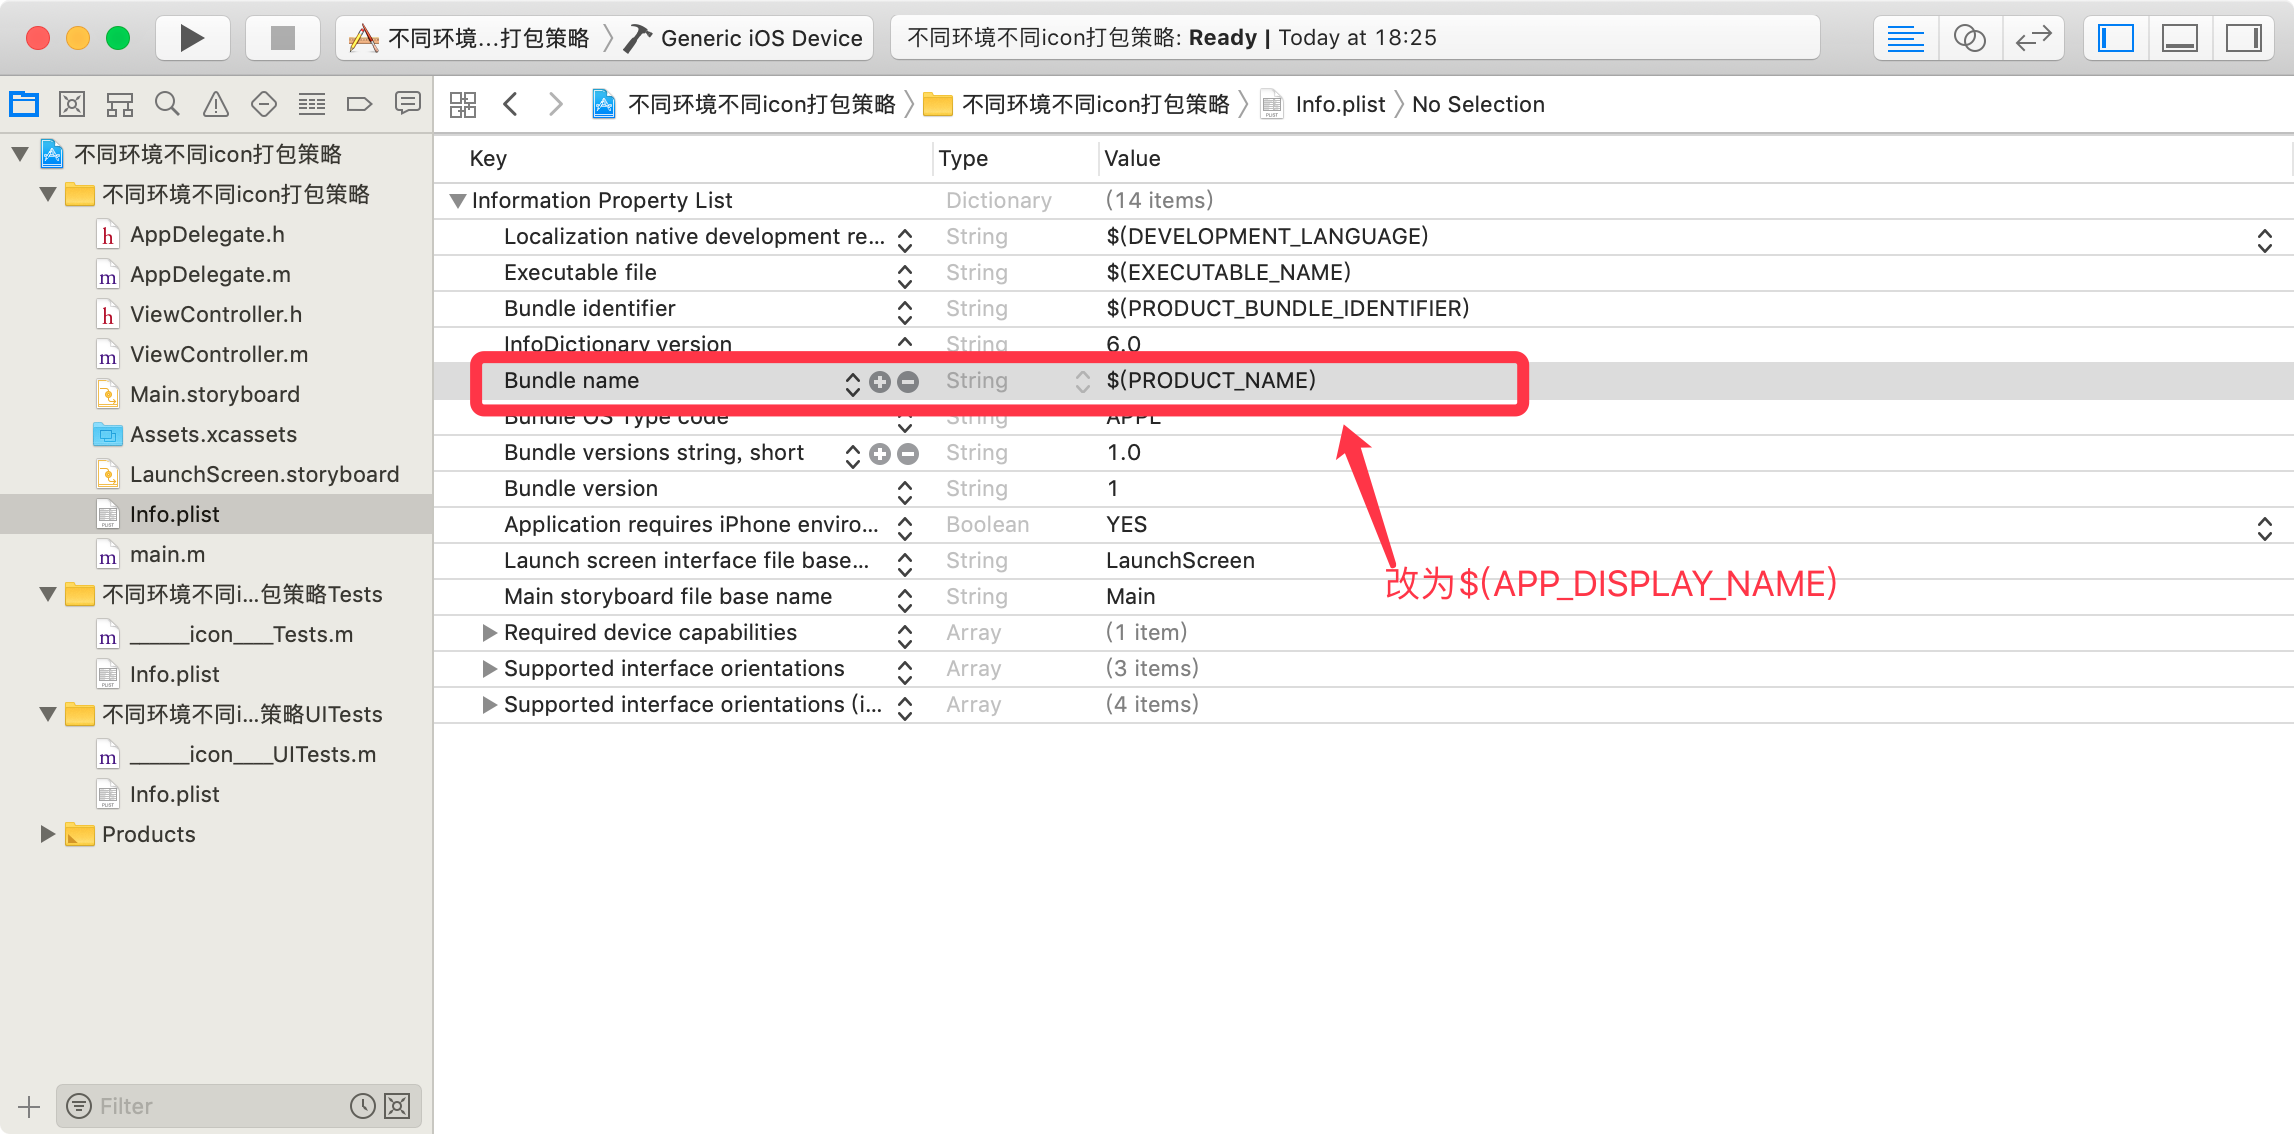 不同环境...打包策略 Generic iOS Device
不同环境不同icon打包策略: Ready | Today at 18:25
不同环境不同icon打包策略 不同环境不同icon打包策略 Info.plist No Selection
不同环境不同icon打包策略
不同环境不同icon打包策略
AppDelegate.h
AppDelegate.m
ViewController.h
ViewController.m
Main.storyboard
Assets.xcassets
LaunchScreen.storyboard
Info.plist
main.m
不同环境不同i...包策略Tests
______icon____Tests.m
Info.plist
不同环境不同i...策略UITests
______icon____UITests.m
Info.plist
Products
Filter
Key Type Value
Information Property List Dictionary (14 items)
Localization native development re... String $(DEVELOPMENT_LANGUAGE)
Executable file String $(EXECUTABLE_NAME)
Bundle identifier String $(PRODUCT_BUNDLE_IDENTIFIER)
InfoDictionary version String 6.0
Bundle name String $(PRODUCT_NAME)
Bundle OS Type code String APPL
Bundle versions string, short String 1.0
Bundle version String 1
Application requires iPhone enviro... Boolean YES
Launch screen interface file base... String LaunchScreen
改为$(APP_DISPLAY_NAME)
Main storyboard file base name String Main
Required device capabilities Array (1 item)
Supported interface orientations Array (3 items)
Supported interface orientations (i... Array (4 items)